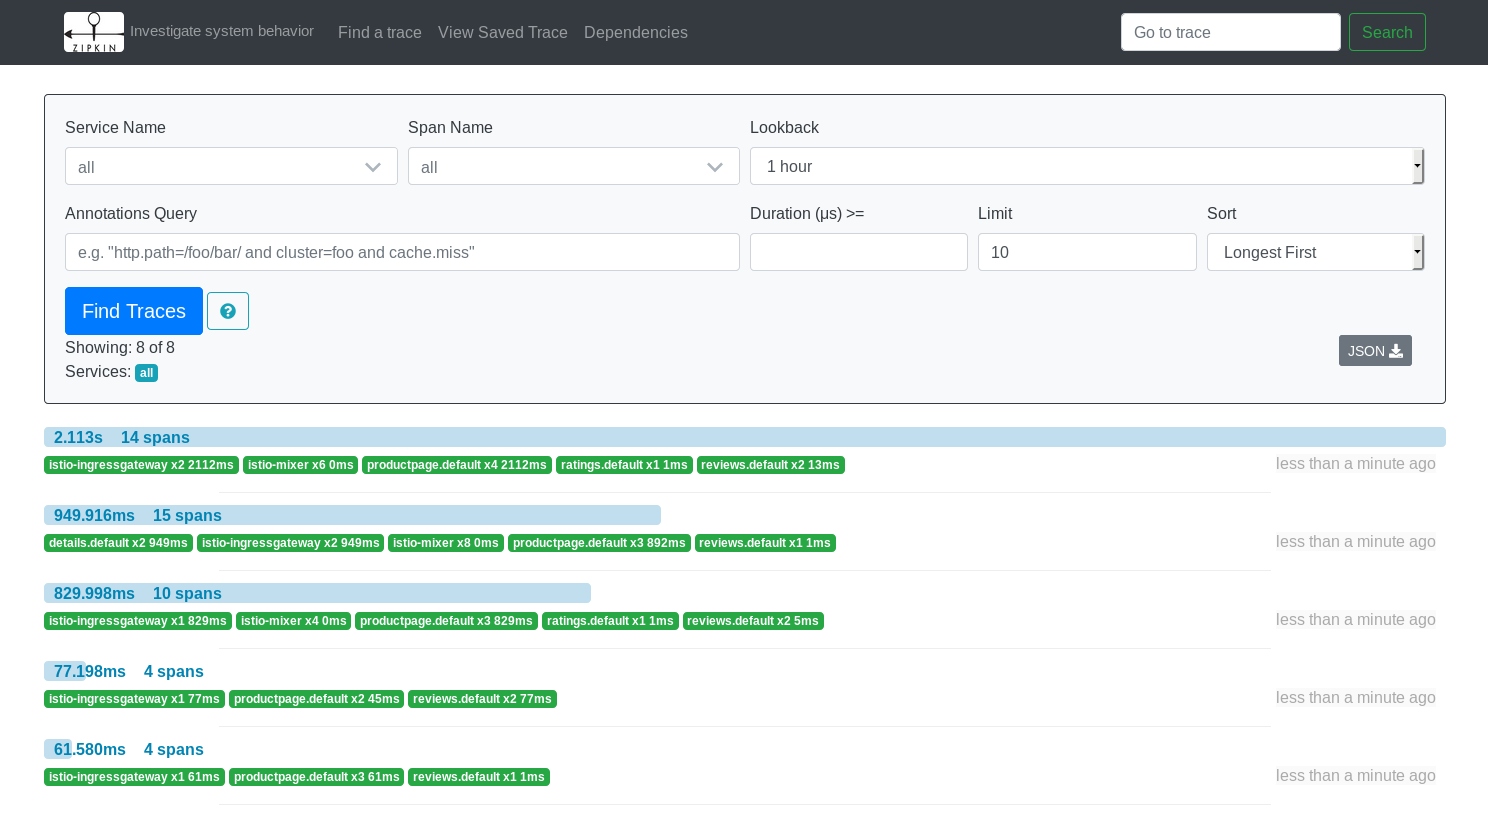 ZIPKIN Investigate system behavior Find a trace View Saved Trace Dependencies Go to trace Search
Service Name Span Name Lookback
all all 1 hour
Annotations Query Duration (μs) >= Limit Sort
e.g. "http.path=/foo/bar/ and cluster=foo and cache.miss" 10 Longest First
Find Traces
Showing: 8 of 8 JSON
Services: all
2.113s 14 spans
istio-ingressgateway x2 2112ms istio-mixer x6 0ms productpage.default x4 2112ms ratings.default x1 1ms reviews.default x2 13ms less than a minute ago
949.916ms 15 spans
details.default x2 949ms istio-ingressgateway x2 949ms istio-mixer x8 0ms productpage.default x3 892ms reviews.default x1 1ms less than a minute ago
829.998ms 10 spans
istio-ingressgateway x1 829ms istio-mixer x4 0ms productpage.default x3 829ms ratings.default x1 1ms reviews.default x2 5ms less than a minute ago
77.198ms 4 spans
istio-ingressgateway x1 77ms productpage.default x2 45ms reviews.default x2 77ms less than a minute ago
61.580ms 4 spans
istio-ingressgateway x1 61ms productpage.default x3 61ms reviews.default x1 1ms less than a minute ago